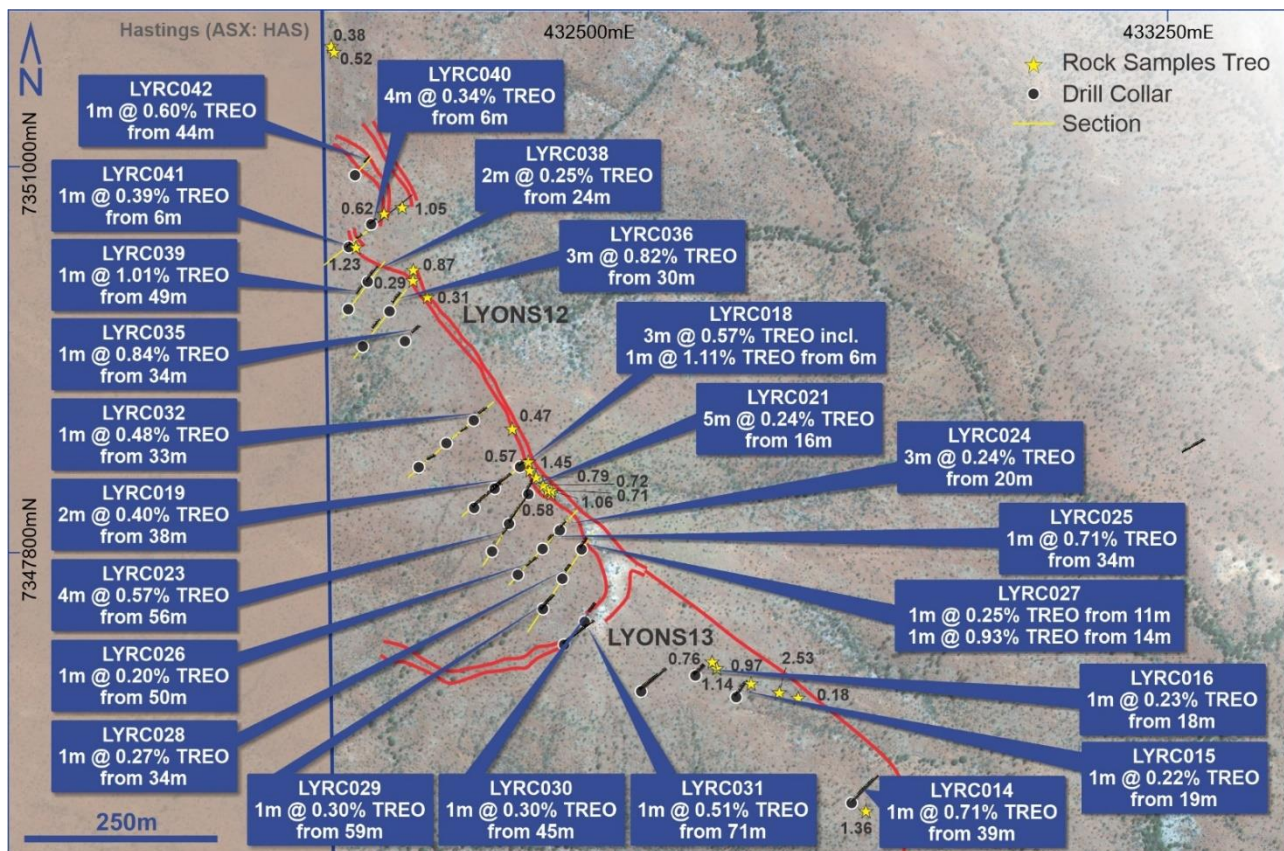 Hastings (ASX: HAS)
N
432500mE
433250mE
7351000mN
7347800mN
Rock Samples Treo
Drill Collar
Section
0.38
0.52
LYRC042
1m @ 0.60% TREO
from 44m
LYRC040
4m @ 0.34% TREO
from 6m
LYRC041
1m @ 0.39% TREO
from 6m
LYRC038
2m @ 0.25% TREO
from 24m
LYRC039
1m @ 1.01% TREO
from 49m
LYRC036
3m @ 0.82% TREO
from 30m
0.62
1.05
1.23
0.29
0.87
0.31
LYONS12
LYRC035
1m @ 0.84% TREO
from 34m
LYRC018
3m @ 0.57% TREO incl.
1m @ 1.11% TREO from 6m
LYRC032
1m @ 0.48% TREO
from 33m
LYRC021
5m @ 0.24% TREO
from 16m
0.47
0.57
1.45
0.79
0.72
0.71
1.06
0.58
LYRC024
3m @ 0.24% TREO
from 20m
LYRC019
2m @ 0.40% TREO
from 38m
LYRC025
1m @ 0.71% TREO
from 34m
LYRC023
4m @ 0.57% TREO
from 56m
LYRC027
1m @ 0.25% TREO from 11m
1m @ 0.93% TREO from 14m
LYRC026
1m @ 0.20% TREO
from 50m
LYONS13
0.76
0.97
2.53
1.14
0.18
LYRC016
1m @ 0.23% TREO
from 18m
LYRC028
1m @ 0.27% TREO
from 34m
LYRC015
1m @ 0.22% TREO
from 19m
LYRC029
1m @ 0.30% TREO
from 59m
LYRC030
1m @ 0.30% TREO
from 45m
LYRC031
1m @ 0.51% TREO
from 71m
LYRC014
1m @ 0.71% TREO
from 39m
1.36
250m